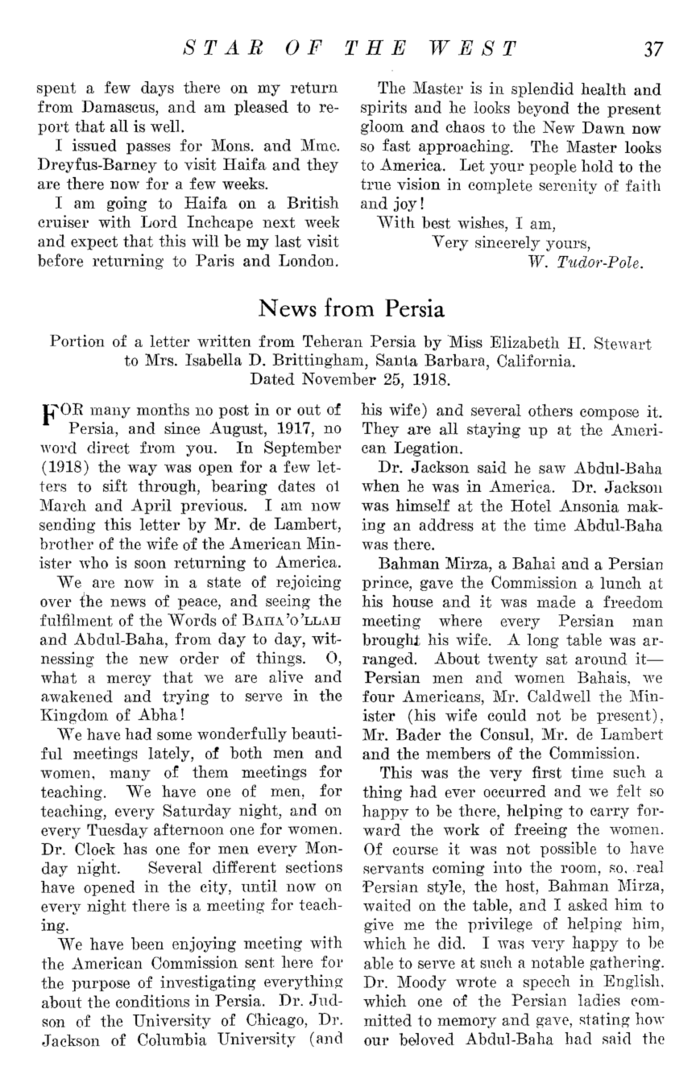 STAR OF THE WEST 37
spent a few days there on my return
from Damascus, and am pleased to re-
port that all is well.
I issued passes for Mons. and Mme.
Dreyfus-Barney to visit Haifa and they
are there now for a few weeks.
I am going to Haifa on a British
cruiser with Lord Inchcape next week
and expect that this will be my last visit
before returning to Paris and London.
The Master is in splendid health and
spirits and he looks beyond the present
gloom and chaos to the New Dawn now
so fast approaching. The Master looks
to America. Let your people hold to the
true vision in complete serenity of faith
and joy!
With best wishes, I am,
Very sincerely yours,
W. Tudor-Pole.
News from Persia
Portion of a letter written from Teheran Persia by Miss Elizabeth H. Stewart
to Mrs. Isabella D. Brittingham, Santa Barbara, California.
Dated November 25, 1918.
FOR many months no post in or out of
Persia, and since August, 1917, no
word direct from you. In September
(1918) the way was open for a few let-
ters to sift through, bearing dates of
March and April previous. I am now
sending this letter by Mr. de Lambert,
brother of the wife of the American Min-
ister who is soon returning to America.
We are now in a state of rejoicing
over the news of peace, and seeing the
fulfilment of the Words of BAHA'O'LLAH
and Abdul-Baha, from day to day, wit-
nessing the new order of things. O,
what a mercy that we are alive and
awakened and trying to serve in the
Kingdom of Abha!
We have had some wonderfully beauti-
ful meetings lately, of both men and
women, many of them meetings for
teaching. We have one of men, for
teaching, every Saturday night, and on
every Tuesday afternoon one for women.
Dr. Clock has one for men every Mon-
day night. Several different sections
have opened in the city, until now on
every night there is a meeting for teach-
ing.
We have been enjoying meeting with
the American Commission sent here for
the purpose of investigating everything
about the conditions in Persia. Dr. Jud-
son of the University of Chicago, Dr.
Jackson of Columbia University (and
his wife) and several others compose it.
They are all staying up at the Ameri-
can Legation.
Dr. Jackson said he saw Abdul-Baha
when he was in America. Dr. Jackson
was himself at the Hotel Ansonia mak-
ing an address at the time Abdul-Baha
was there.
Bahman Mirza, a Bahai and a Persian
prince, gave the Commission a lunch at
his house and it was made a freedom
meeting where every Persian man
brought his wife. A long table was ar-
ranged. About twenty sat around it—
Persian men and women Bahais, we
four Americans, Mr. Caldwell the Min-
ister (his wife could not be present),
Mr. Bader the Consul, Mr. de Lambert
and the members of the Commission.
This was the very first time such a
thing had ever occurred and we felt so
happy to be there, helping to carry for-
ward the work of freeing the women.
Of course it was not possible to have
servants coming into the room, so, real
Persian style, the host, Bahman Mirza,
waited on the table, and I asked him to
give me the privilege of helping him,
which he did. I was very happy to be
able to serve at such a notable gathering.
Dr. Moody wrote a speech in English,
which one of the Persian ladies com-
mitted to memory and gave, stating how
our beloved Abdul-Baha had said the